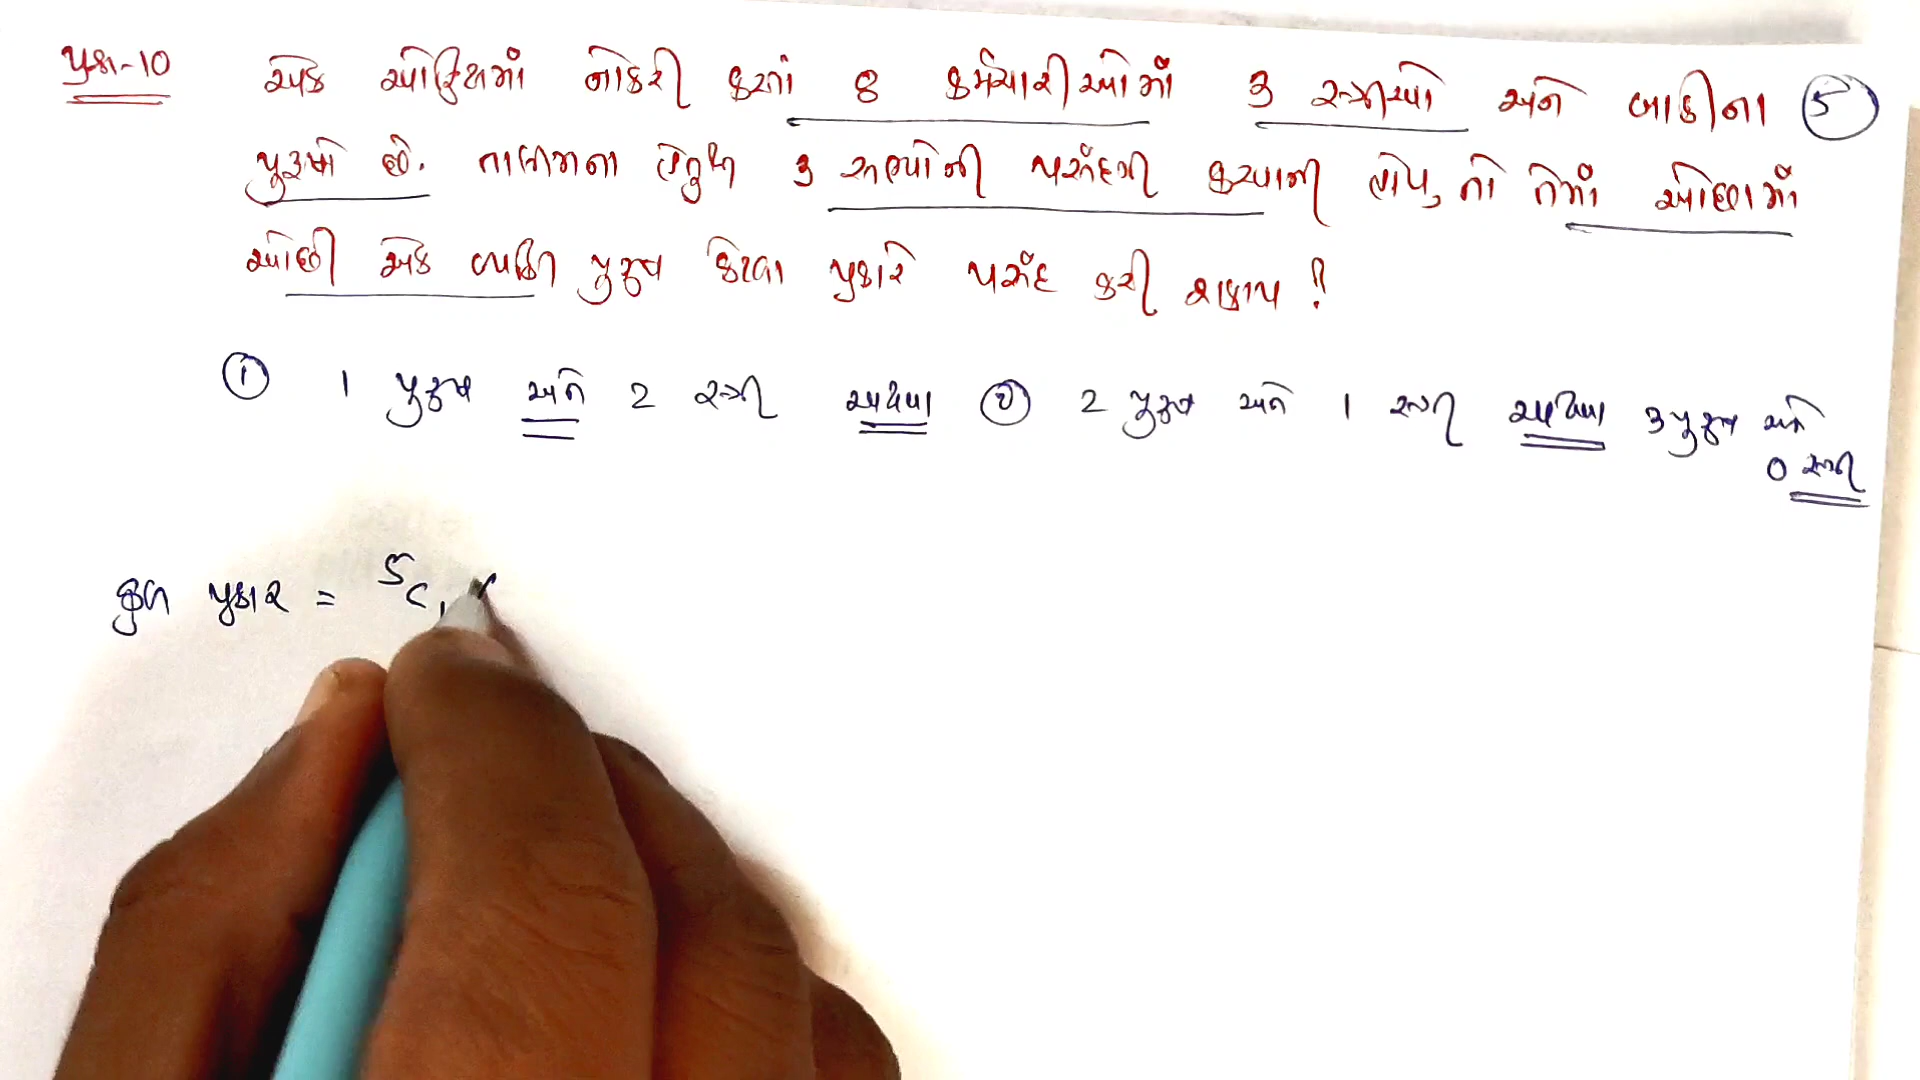 પ્રશ્ન-10 એક ઓફિસમાં નોકરી કરતાં 8 કર્મચારીઓમાં 3 સ્ત્રીઓ અને બાકીના 5
પુરૂષો છે. તાલીમના હેતુથી 3 સભ્યોની પસંદગી કરવાની હોય, તો તેમાં ઓછામાં
ઓછી એક વ્યક્તિ પુરુષ કેટલા પ્રકારે પસંદ કરી શકાય ?
① 1 પુરુષ અને 2 સ્ત્રી અથવા ② 2 પુરુષ અને 1 સ્ત્રી અથવા 3 પુરુષ અને
0 સ્ત્રી
કુલ પ્રકાર = ⁵C₁